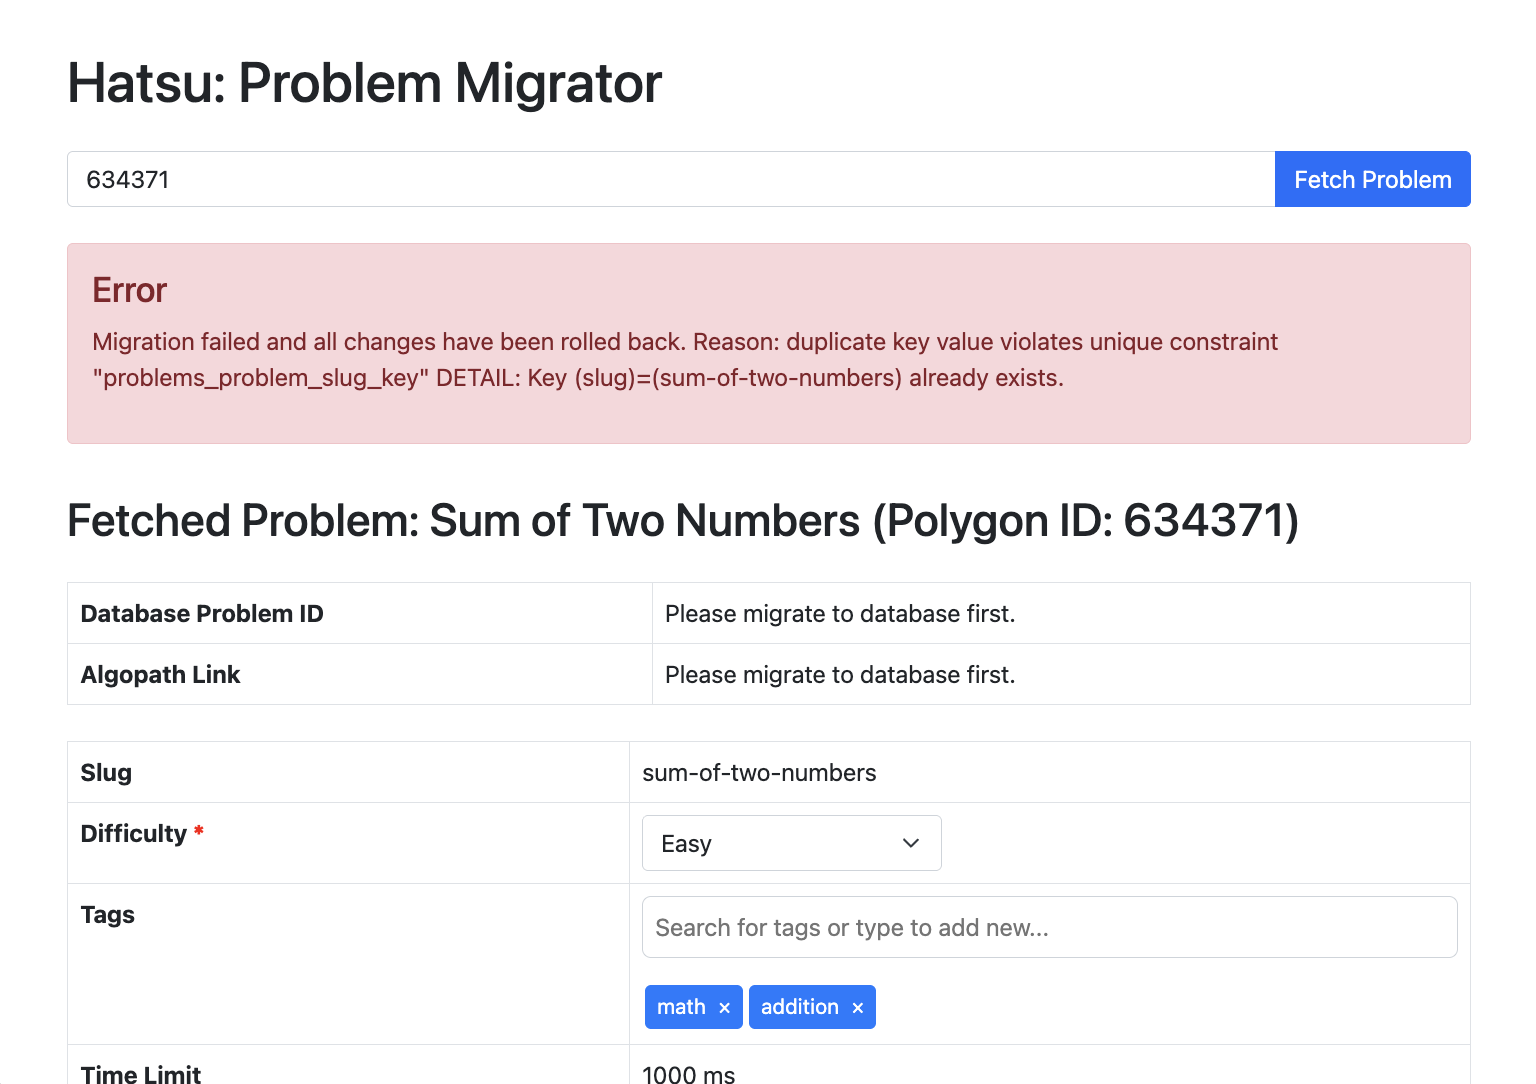 Hatsu: Problem Migrator
634371
Fetch Problem
Error
Migration failed and all changes have been rolled back. Reason: duplicate key value violates unique constraint
"problems_problem_slug_key" DETAIL: Key (slug)=(sum-of-two-numbers) already exists.
Fetched Problem: Sum of Two Numbers (Polygon ID: 634371)
Database Problem ID
Please migrate to database first.
Algopath Link
Please migrate to database first.
Slug
sum-of-two-numbers
Difficulty *
Easy
Tags
Search for tags or type to add new...
math ×
addition ×
Time Limit
1000 ms